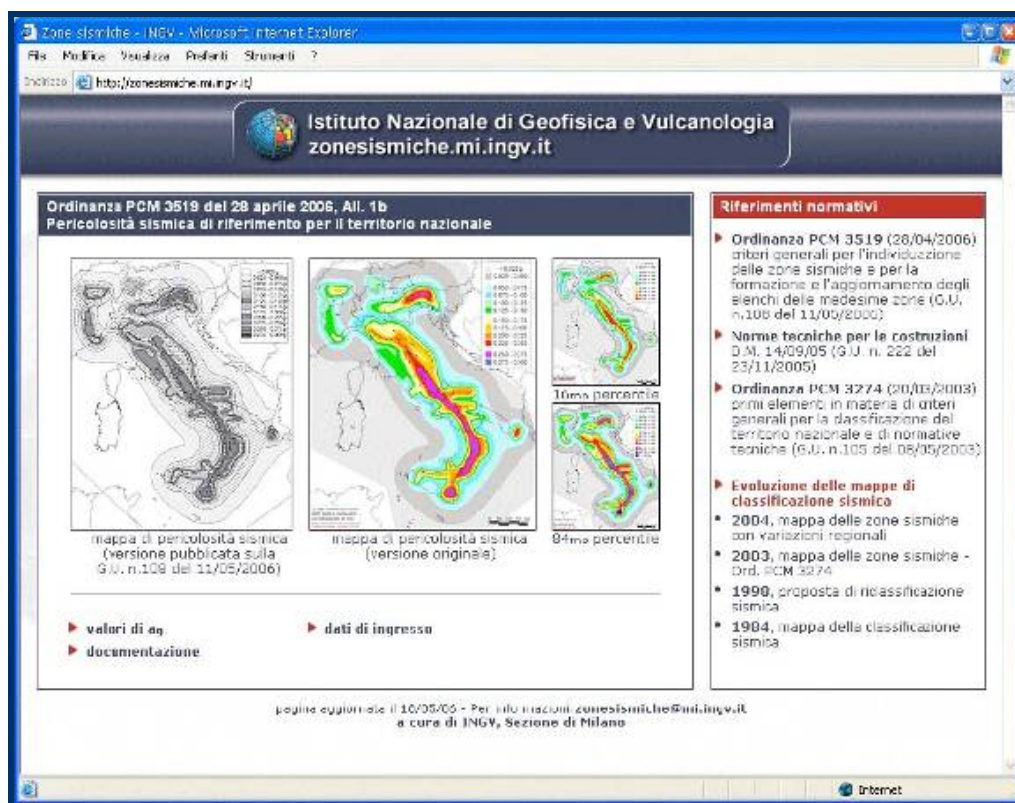 Zone sismiche - INGV - Microsoft Internet Explorer
File Modifica Visualizza Preferiti Strumenti ?
Indirizzo http://zonesismiche.mi.ingv.it/
Istituto Nazionale di Geofisica e Vulcanologia
zonesismiche.mi.ingv.it
Ordinanza PCM 3519 del 28 aprile 2006, All. 1b
Pericolosità sismica di riferimento per il territorio nazionale
16mo percentile
84mo percentile
mappa di pericolosità sismica
(versione pubblicata sulla
G.U. n.108 del 11/05/2006)
mappa di pericolosità sismica
(versione originale)
valori di ag
dati di ingresso
documentazione
Riferimenti normativi
Ordinanza PCM 3519 (28/04/2006)
criteri generali per l'individuazione
delle zone sismiche e per la
formazione e l'aggiornamento degli
elenchi delle medesime zone (G.U.
n.108 del 11/05/2006)
Norme tecniche per le costruzioni
D.M. 14/09/05 (G.U. n. 222 del
23/11/2005)
Ordinanza PCM 3274 (20/03/2003)
primi elementi in materia di criteri
generali per la classificazione del
territorio nazionale e di normative
tecniche (G.U. n.105 del 08/05/2003)
Evoluzione delle mappe di
classificazione sismica
2004, mappa delle zone sismiche
con variazioni regionali
2003, mappa delle zone sismiche -
Ord. PCM 3274
1998, proposta di riclassificazione
sismica
1984, mappa della classificazione
sismica
pagina aggiornata il 10/05/06 - Per informazioni zonesismiche@mi.ingv.it
a cura di INGV, Sezione di Milano
Internet